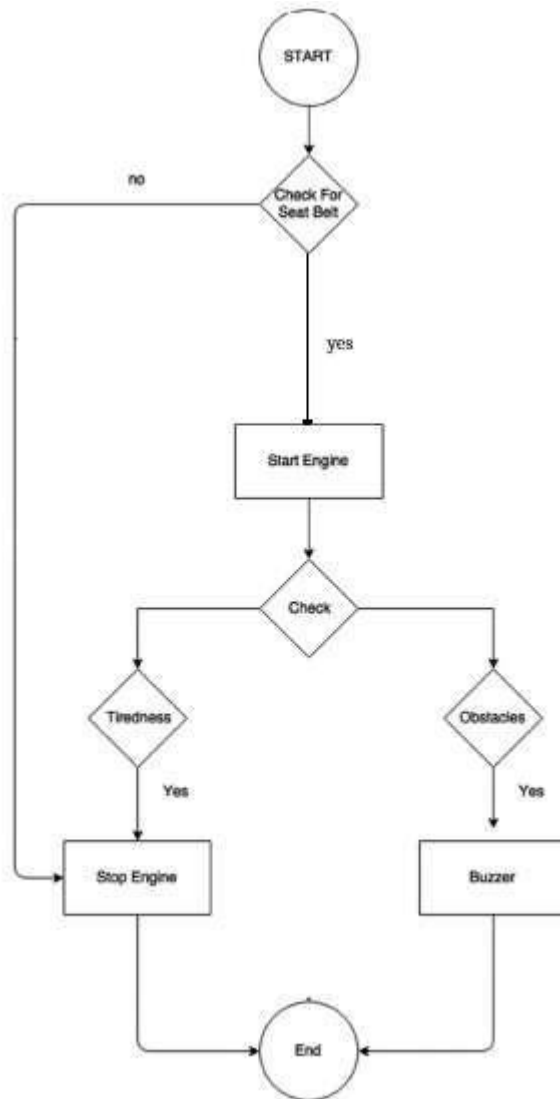 START
no
Check For
Seat Belt
yes
Start Engine
Check
Tiredness
Obstacles
Yes
Yes
Stop Engine
Buzzer
End